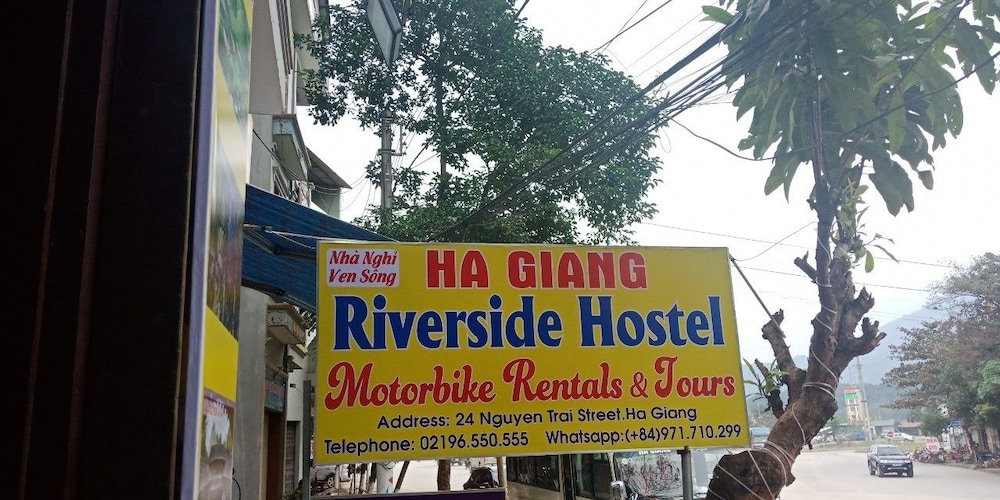 Nhà Nghỉ
Ven Sông
HA GIANG
Riverside Hostel
Motorbike Rentals & Tours
Address: 24 Nguyen Trai Street.Ha Giang
Telephone: 02196.550.555 Whatsapp:(+84)971.710.299